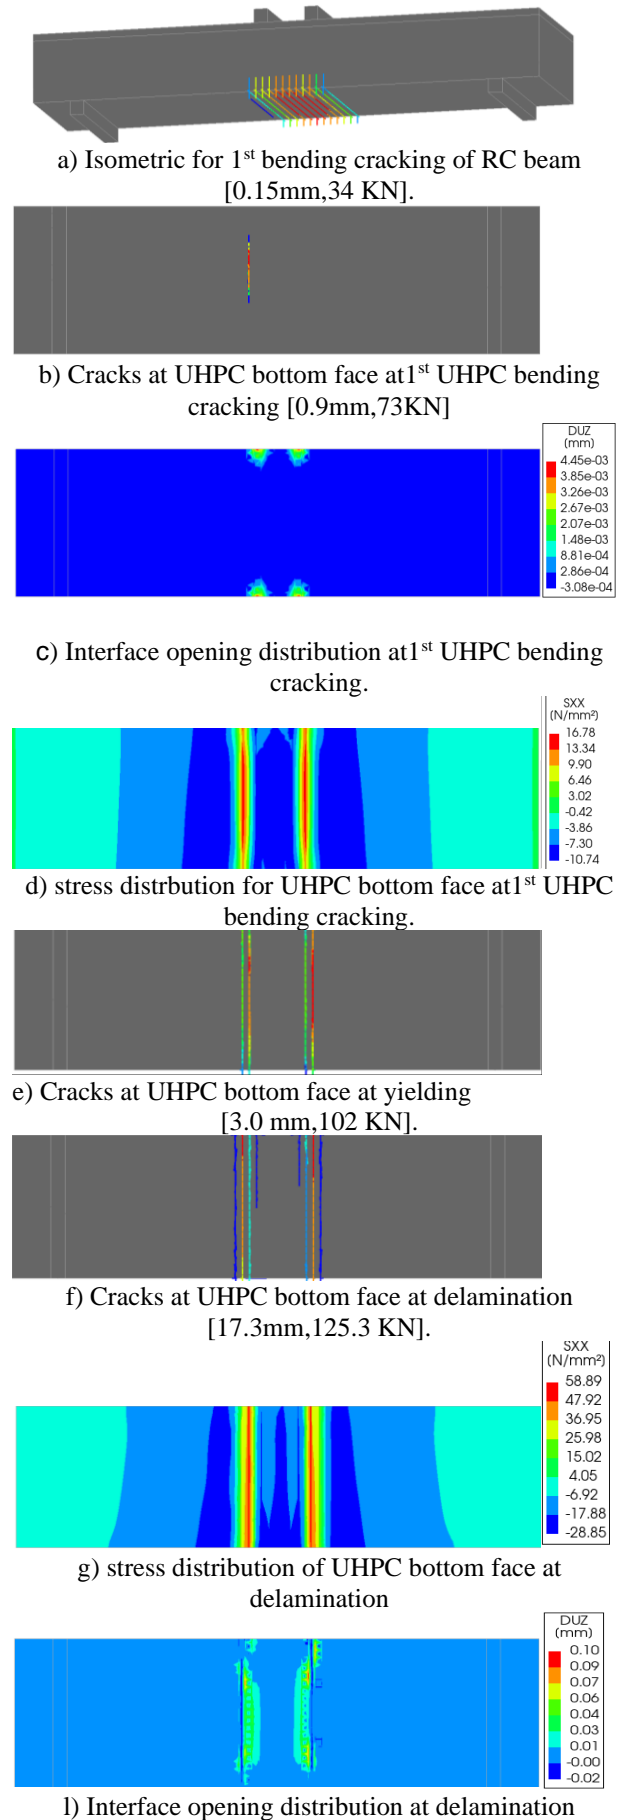 a) Isometric for 1st bending cracking of RC beam
[0.15mm,34 KN].
b) Cracks at UHPC bottom face at1st UHPC bending
cracking [0.9mm,73KN]
DUZ
(mm)
4.45e-03
3.85e-03
3.26e-03
2.67e-03
2.07e-03
1.48e-03
8.81e-04
2.86e-04
-3.08e-04
c) Interface opening distribution at1st UHPC bending
cracking.
SXX
(N/mm²)
16.78
13.34
9.90
6.46
3.02
-0.42
-3.86
-7.30
-10.74
d) stress distrbution for UHPC bottom face at1st UHPC
bending cracking.
e) Cracks at UHPC bottom face at yielding
[3.0 mm,102 KN].
f) Cracks at UHPC bottom face at delamination
[17.3mm,125.3 KN].
SXX
(N/mm²)
58.89
47.92
36.95
25.98
15.02
4.05
-6.92
-17.88
-28.85
g) stress distribution of UHPC bottom face at
delamination
DUZ
(mm)
0.10
0.09
0.07
0.06
0.04
0.03
0.01
-0.00
-0.02
l) Interface opening distribution at delamination